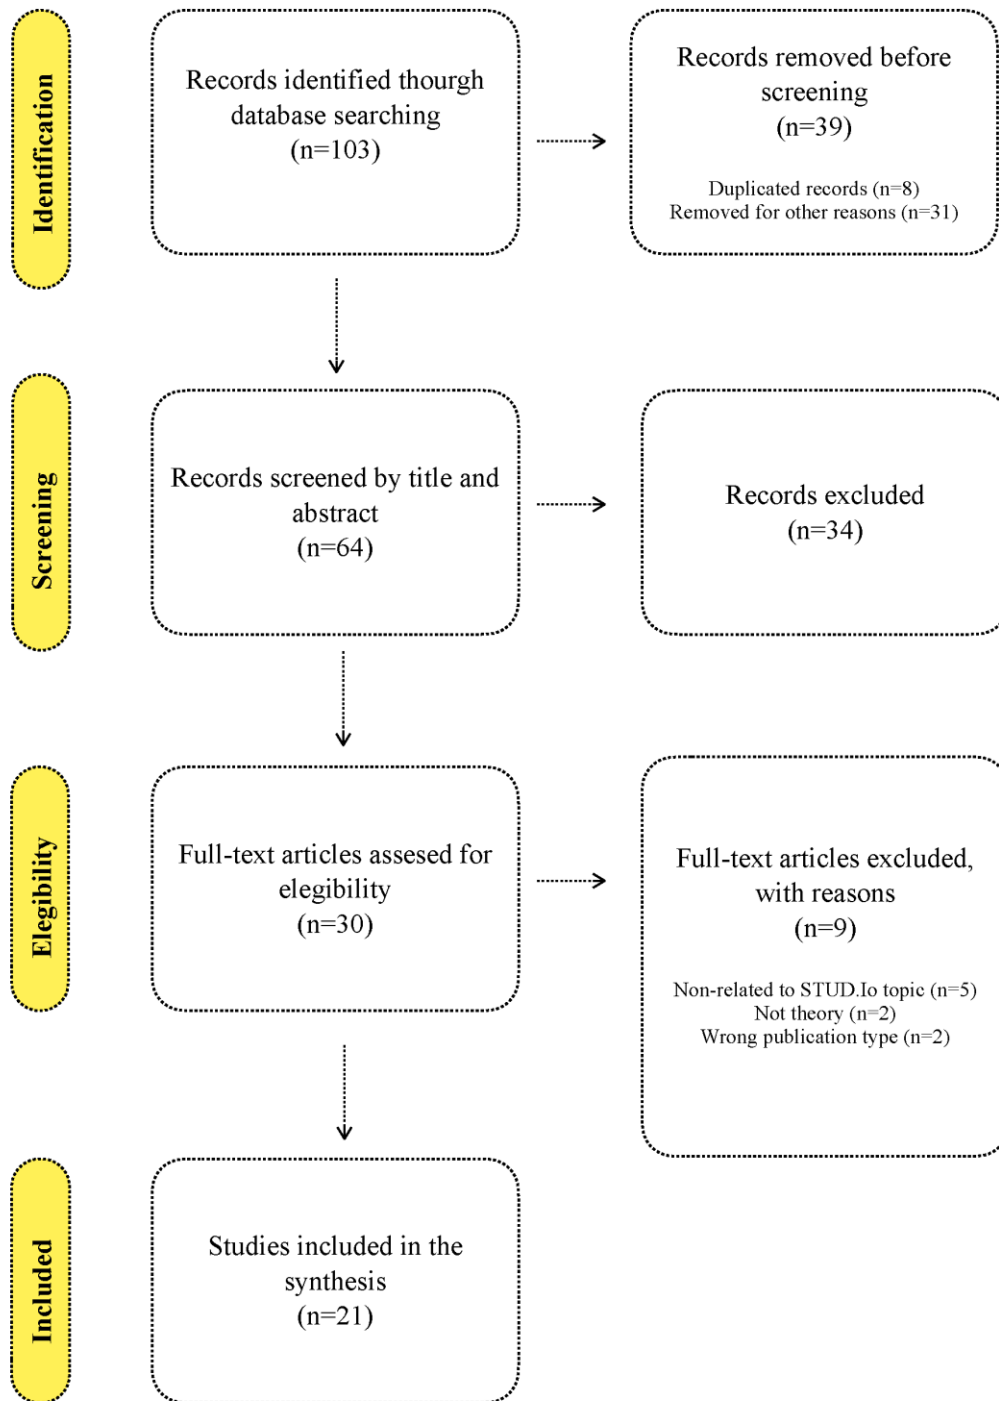 Identification
Records identified thourgh
database searching
(n=103)
Records removed before
screening
(n=39)
Duplicated records (n=8)
Removed for other reasons (n=31)
Screening
Records screened by title and
abstract
(n=64)
Records excluded
(n=34)
Elegibility
Full-text articles assesed for
elegibility
(n=30)
Full-text articles excluded,
with reasons
(n=9)
Non-related to STUD.Io topic (n=5)
Not theory (n=2)
Wrong publication type (n=2)
Included
Studies included in the
synthesis
(n=21)